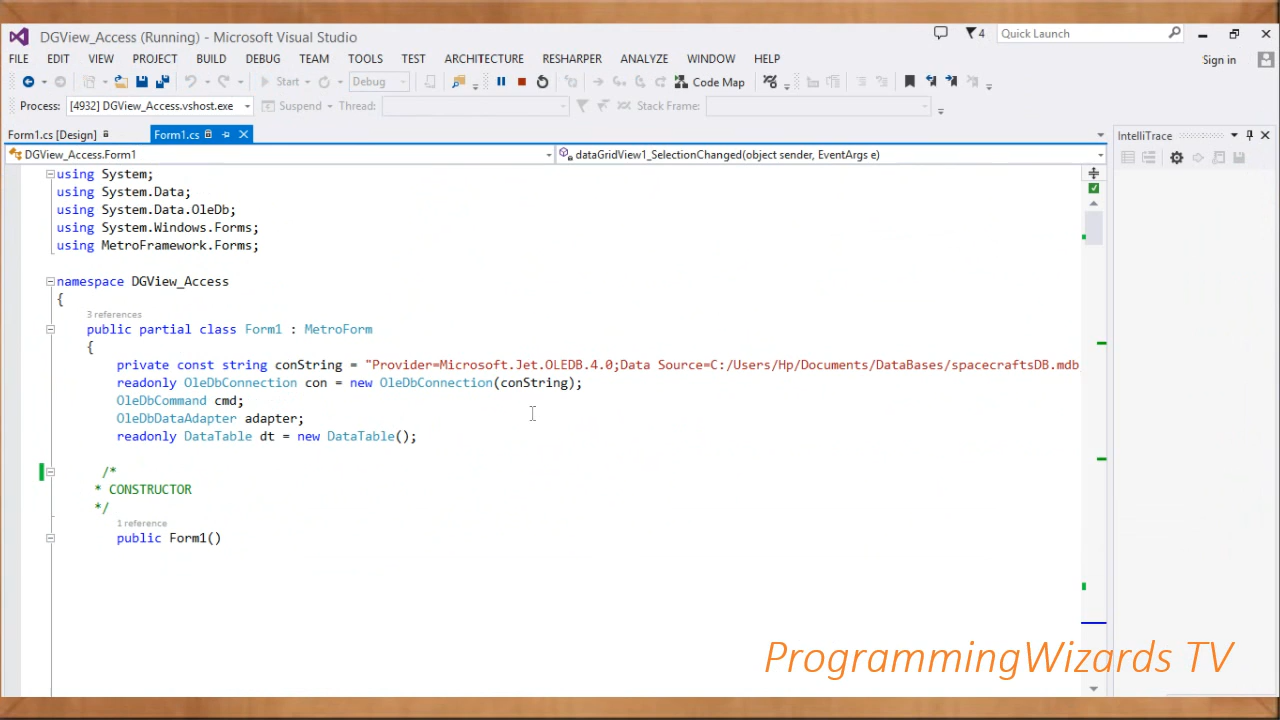 DGView_Access (Running) - Microsoft Visual Studio
4
Quick Launch
FILE EDIT VIEW PROJECT BUILD DEBUG TEAM TOOLS TEST ARCHITECTURE RESHARPER ANALYZE WINDOW HELP
Sign in
Start Debug Code Map
Process: [4932] DGView_Access.vshost.exe Suspend Thread: Stack Frame:
Form1.cs [Design] Form1.cs
IntelliTrace
DGView_Access.Form1 dataGridView1_SelectionChanged(object sender, EventArgs e)
using System;
using System.Data;
using System.Data.OleDb;
using System.Windows.Forms;
using MetroFramework.Forms;
namespace DGView_Access
{
3 references
public partial class Form1 : MetroForm
{
private const string conString = "Provider=Microsoft.Jet.OLEDB.4.0;Data Source=C:/Users/Hp/Documents/DataBases/spacecraftsDB.mdb
readonly OleDbConnection con = new OleDbConnection(conString);
OleDbCommand cmd;
OleDbDataAdapter adapter;
readonly DataTable dt = new DataTable();
/*
* CONSTRUCTOR
*/
1 reference
public Form1()
ProgrammingWizards TV